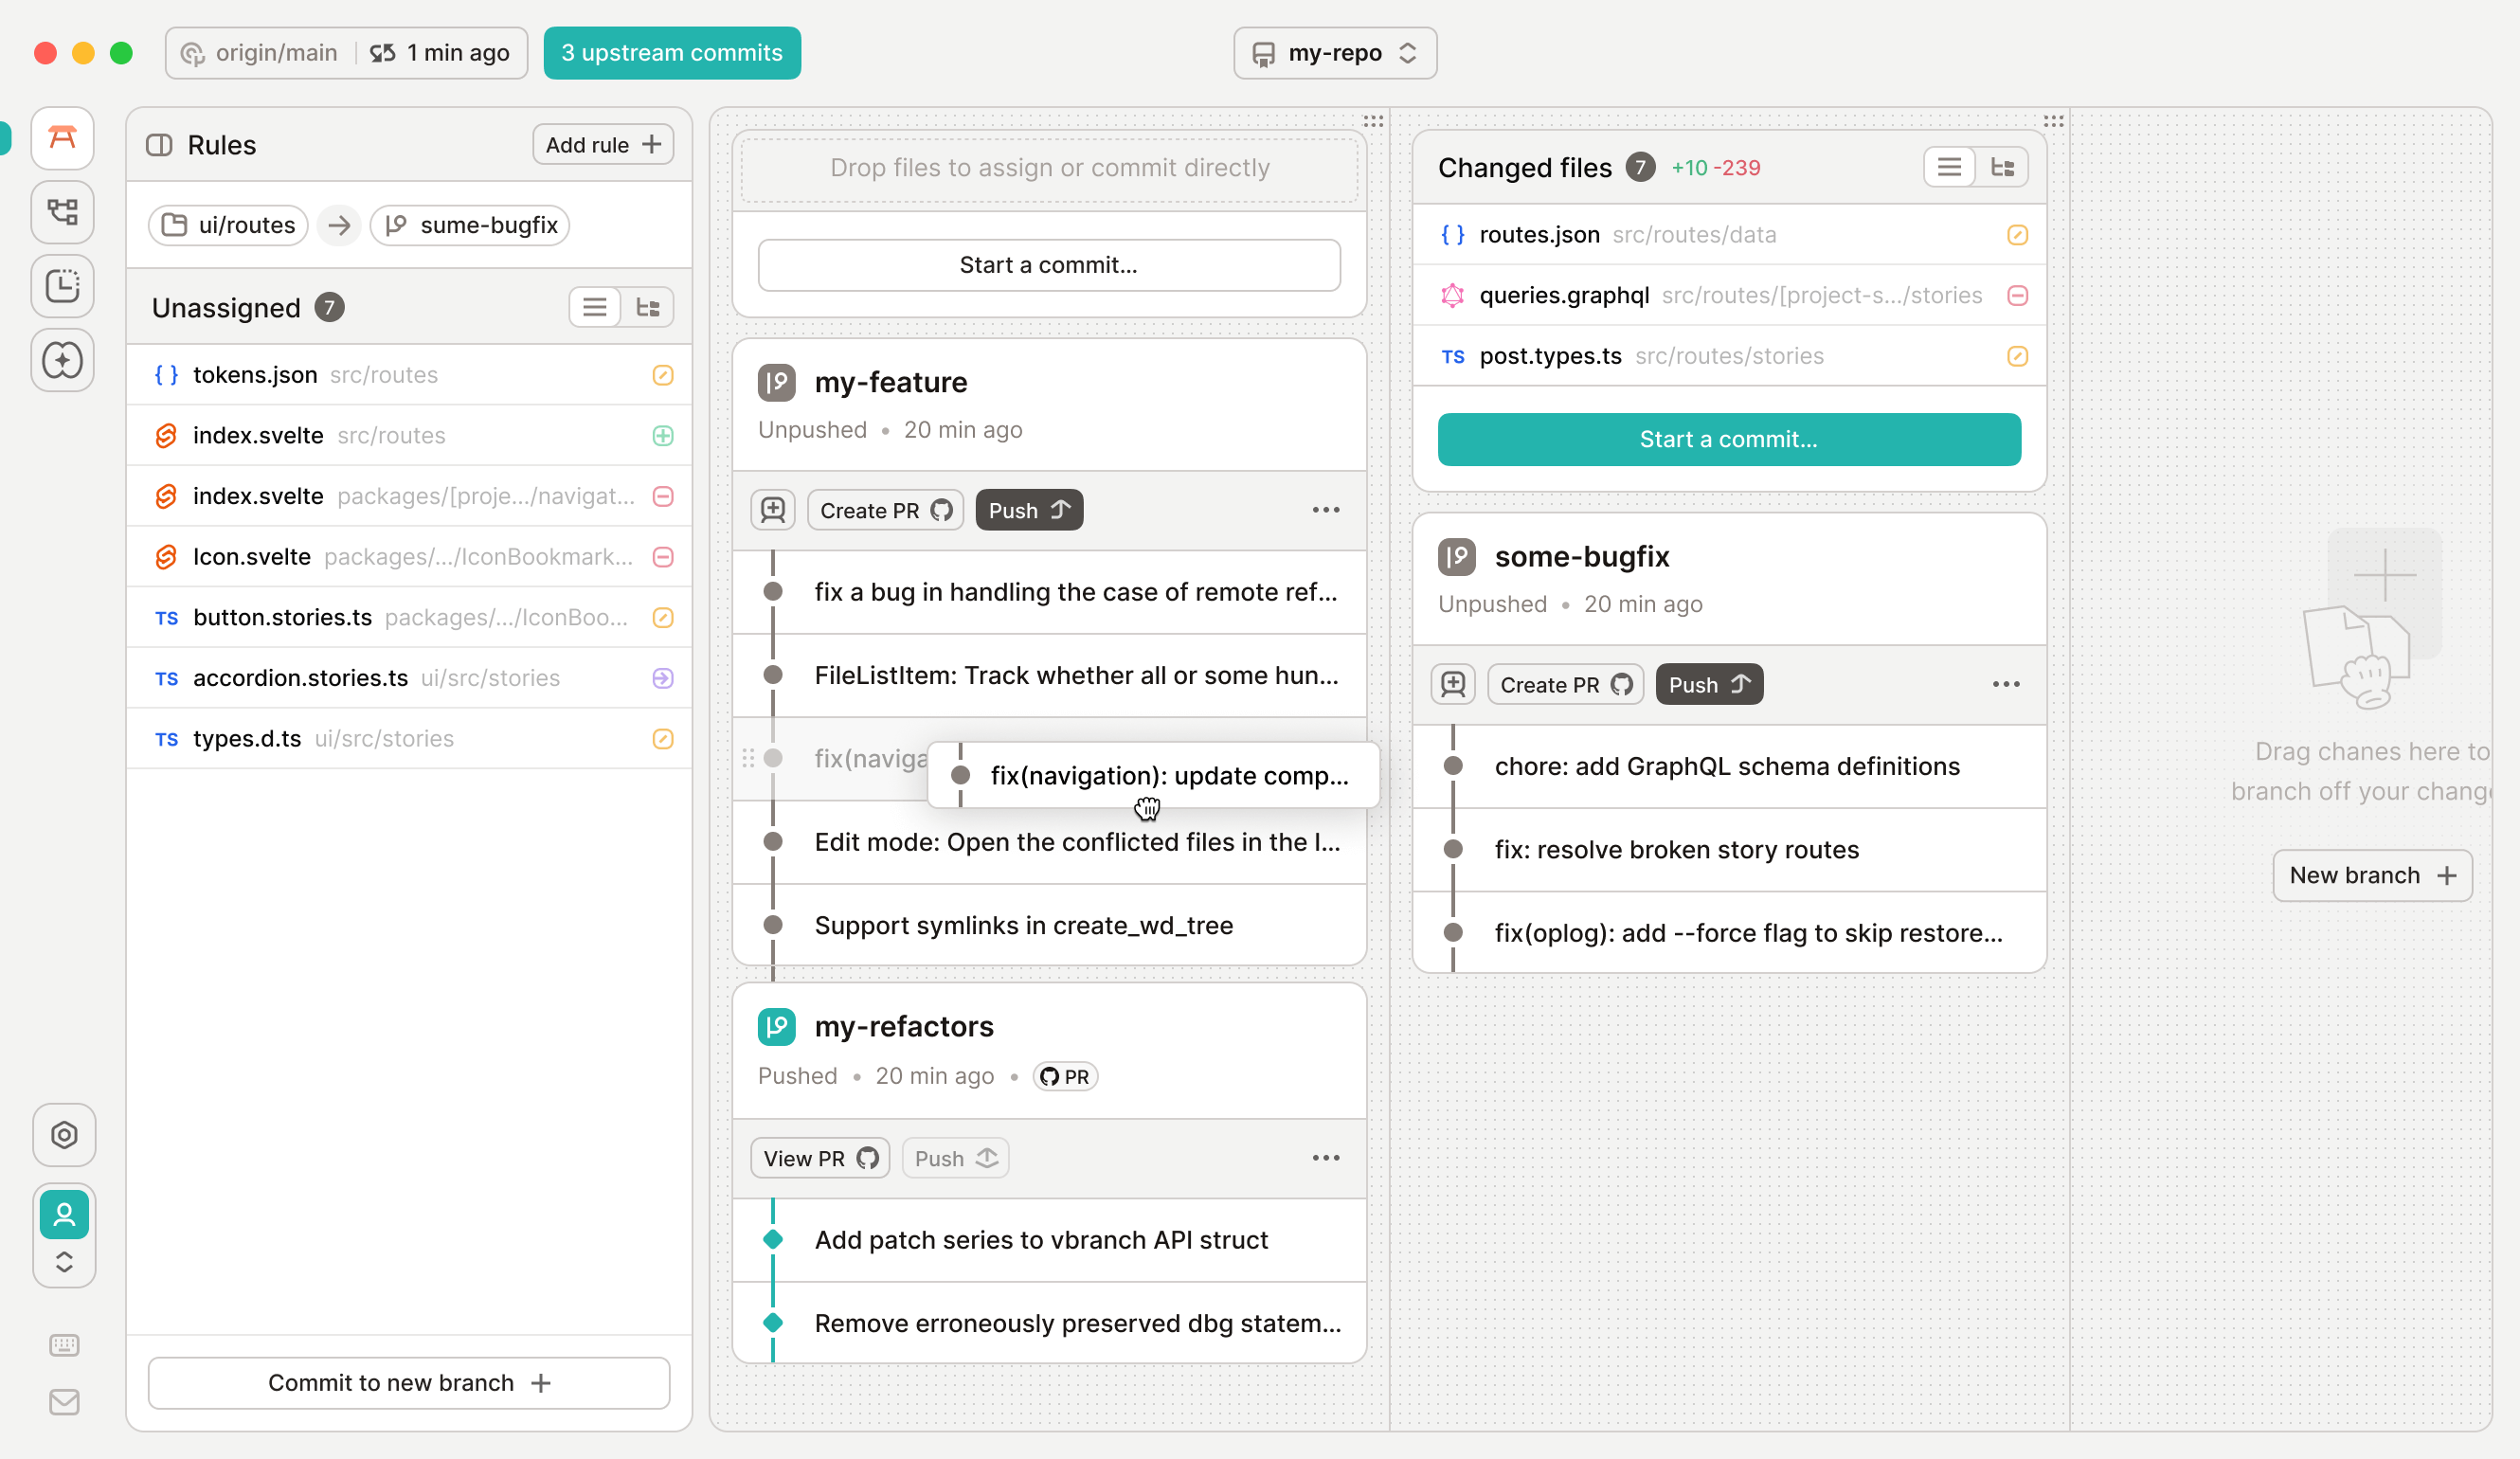 origin/main
1 min ago
3 upstream commits
my-repo
Rules
Add rule
ui/routes
sume-bugfix
Unassigned 7
{ } tokens.json src/routes
index.svelte src/routes
index.svelte packages/[proje.../navigat...
Icon.svelte packages/.../IconBookmark...
TS button.stories.ts packages/.../IconBoo...
TS accordion.stories.ts ui/src/stories
TS types.d.ts ui/src/stories
Commit to new branch
Drop files to assign or commit directly
Start a commit...
my-feature
Unpushed • 20 min ago
Create PR
Push
fix a bug in handling the case of remote ref...
FileListItem: Track whether all or some hun...
fix(naviga
fix(navigation): update comp...
Edit mode: Open the conflicted files in the I...
Support symlinks in create_wd_tree
my-refactors
Pushed • 20 min ago • PR
View PR
Push
Add patch series to vbranch API struct
Remove erroneously preserved dbg statem...
Changed files 7 +10 -239
{ } routes.json src/routes/data
queries.graphql src/routes/[project-s.../stories
TS post.types.ts src/routes/stories
Start a commit...
some-bugfix
Unpushed • 20 min ago
Create PR
Push
chore: add GraphQL schema definitions
fix: resolve broken story routes
fix(oplog): add --force flag to skip restore...
Drag chanes here to
branch off your chang
New branch